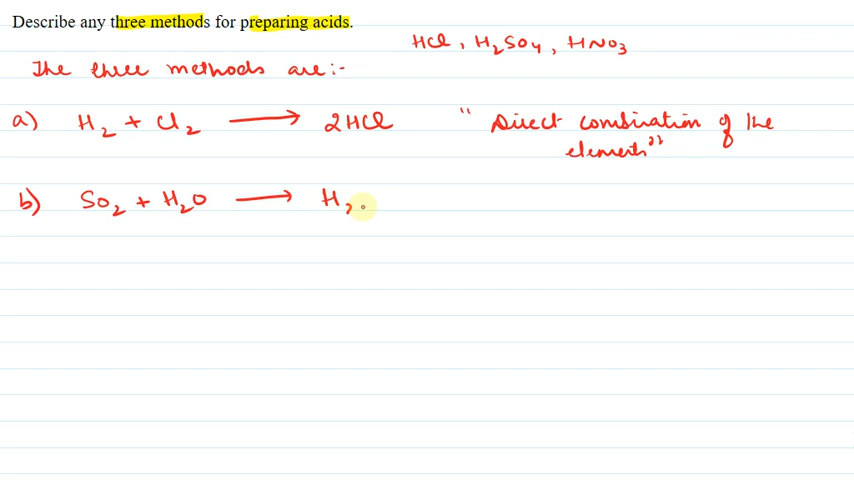 Describe any three methods for preparing acids.
HCl, H₂SO₄, HNO₃
The three methods are:-
a) H₂ + Cl₂ ⟶ 2HCl " Direct combination of the
elements"
b) SO₂ + H₂O ⟶ H₂